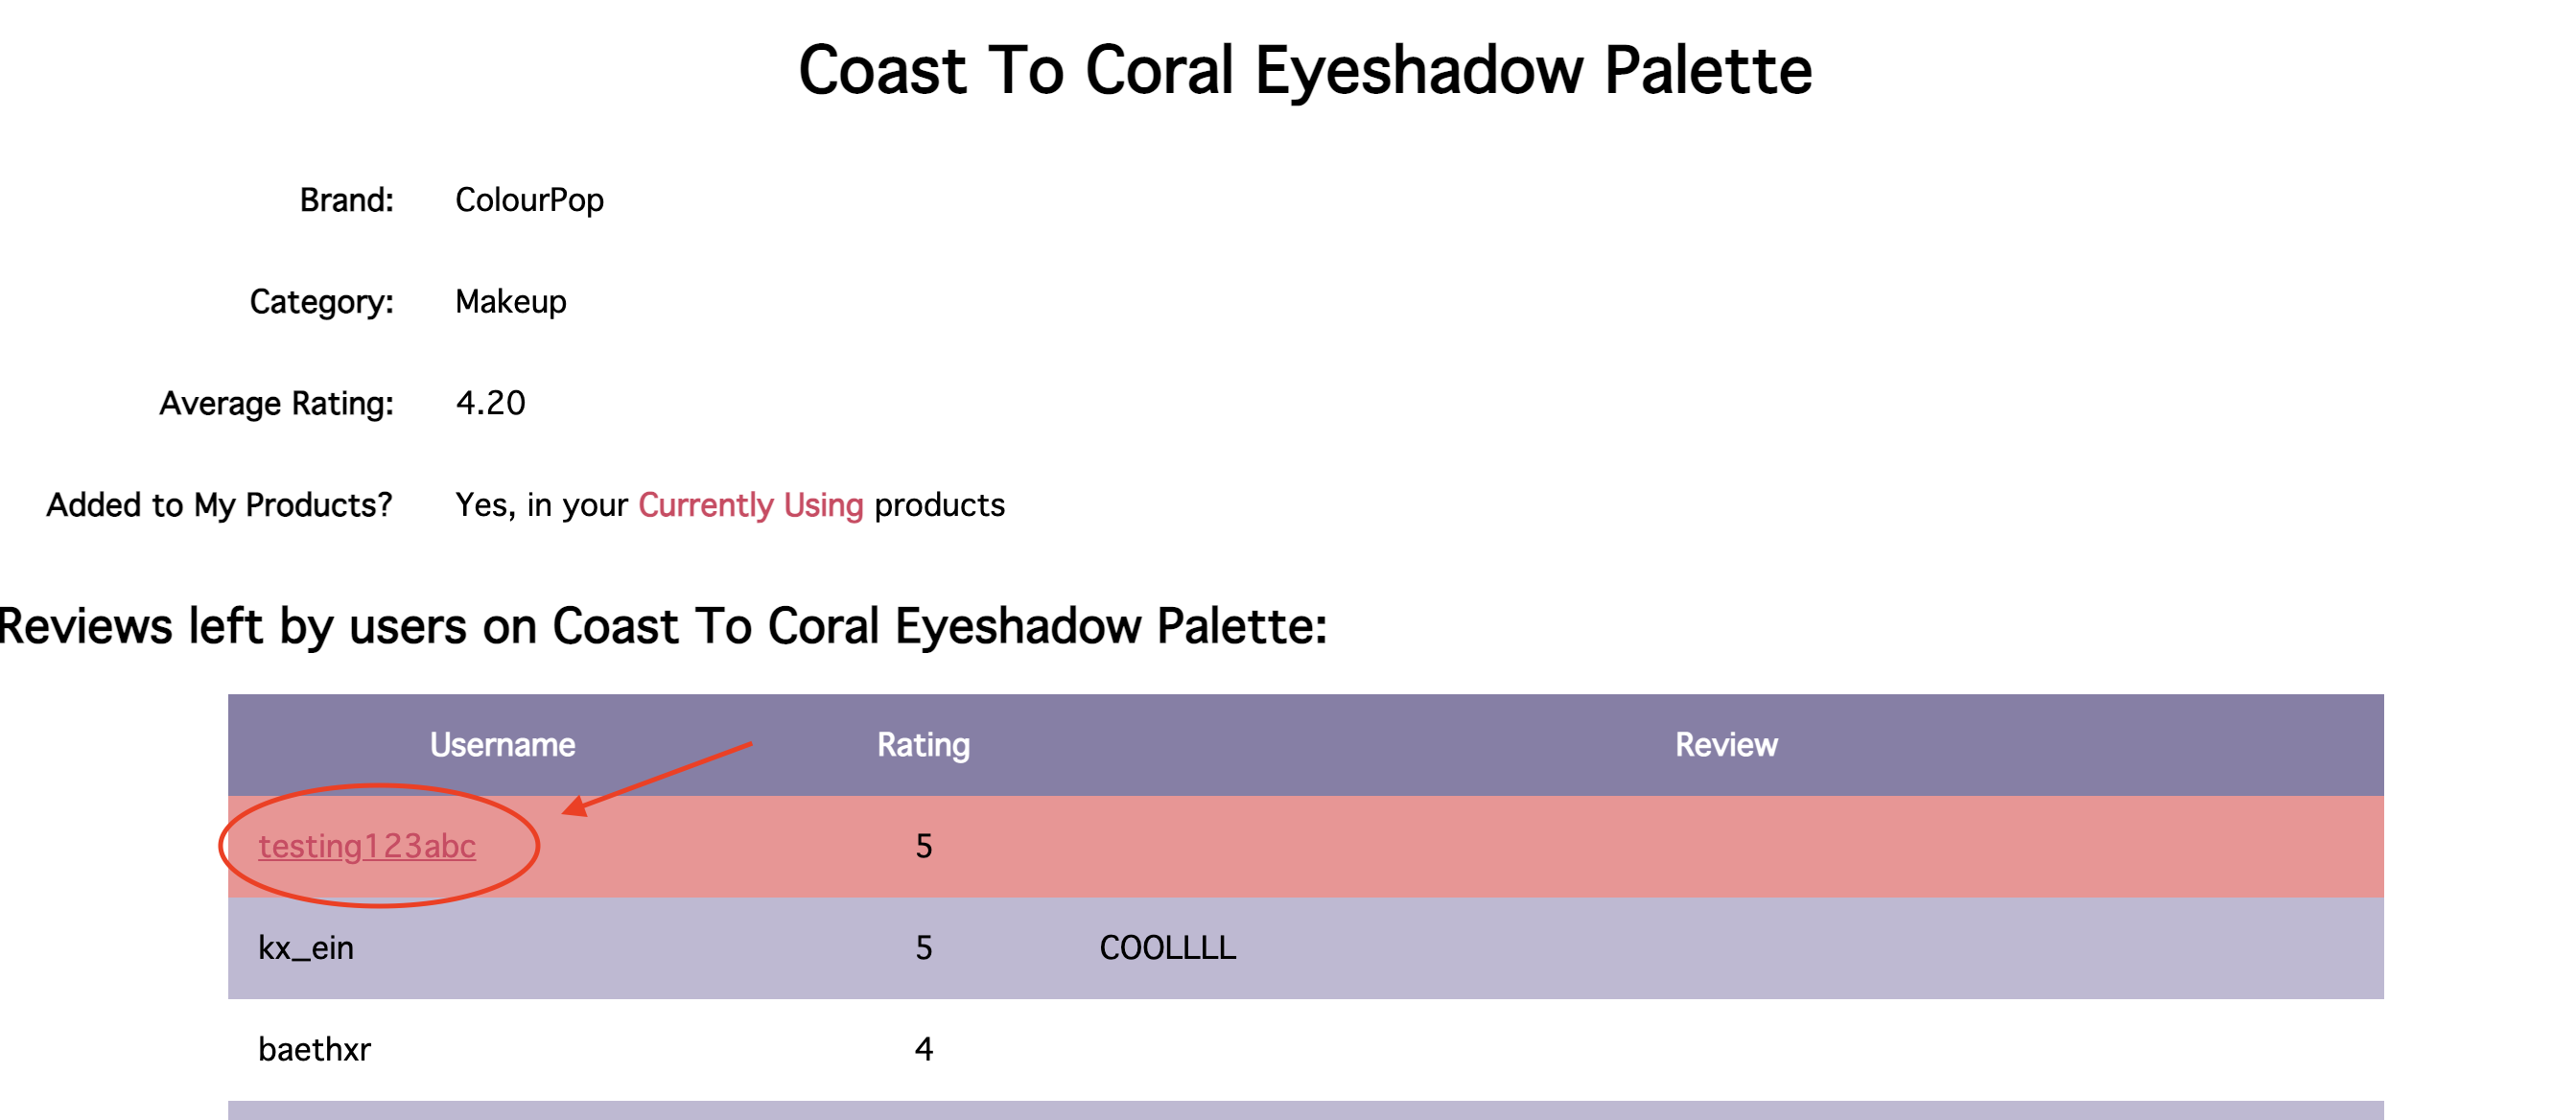 Coast To Coral Eyeshadow Palette
Brand: ColourPop
Category: Makeup
Average Rating: 4.20
Added to My Products? Yes, in your Currently Using products
Reviews left by users on Coast To Coral Eyeshadow Palette:
Username Rating Review
testing123abc 5
kx_ein 5 COOLLLL
baethxr 4